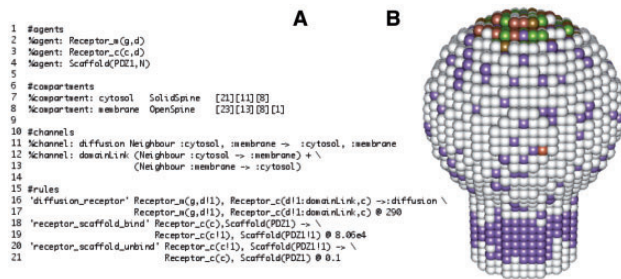 A
B
1 #agents
2 %agent: Receptor_m(g,d)
3 %agent: Receptor_c(c,d)
4 %agent: Scaffold(PDZ1,N)
5
6 #compartments
7 %compartment: cytosol SolidSpine [21][11][8]
8 %compartment: membrane OpenSpine [23][13][8][1]
9
10 #channels
11 %channel: diffusion Neighbour :cytosol, :membrane -> :cytosol, :membrane
12 %channel: domainLink (Neighbour :cytosol -> :membrane) + \
13 (Neighbour :membrane -> :cytosol)
14
15 #rules
16 'diffusion_receptor' Receptor_m(g,d!1), Receptor_c(d!1:domainLink,c) ->:diffusion \
17 Receptor_m(g,d!1), Receptor_c(d!1:domainLink,c) @ 290
18 'receptor_scaffold_bind' Receptor_c(c),Scaffold(PDZ1) -> \
19 Receptor_c(c!1), Scaffold(PDZ1!1) @ 8.06e4
20 'receptor_scaffold_unbind' Receptor_c(c!1), Scaffold(PDZ1!1) -> \
21 Receptor_c(c), Scaffold(PDZ1) @ 0.1